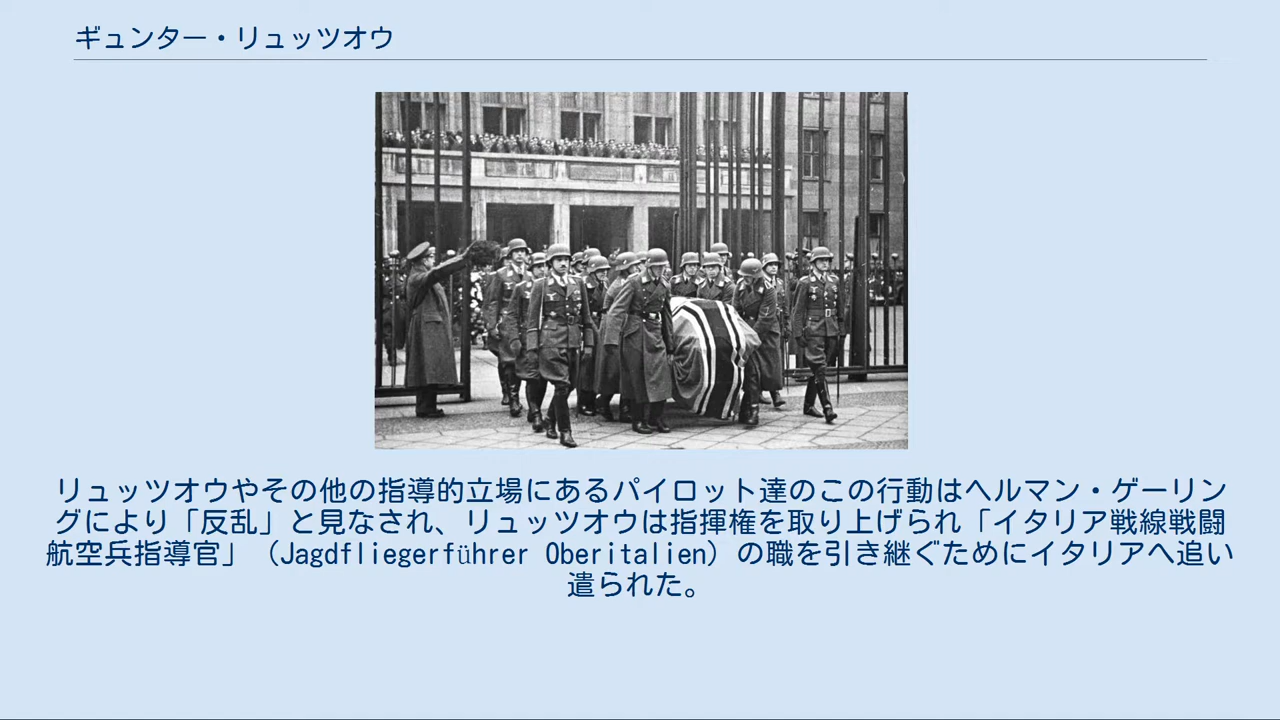 ギュンター・リュッツオウ
リュッツオウやその他の指導的立場にあるパイロット達のこの行動はヘルマン・ゲーリン
グにより「反乱」と見なされ、リュッツオウは指揮権を取り上げられ「イタリア戦線戦闘
航空兵指導官」（Jagdfliegerführer Oberitalien）の職を引き継ぐためにイタリアへ追い
遣られた。